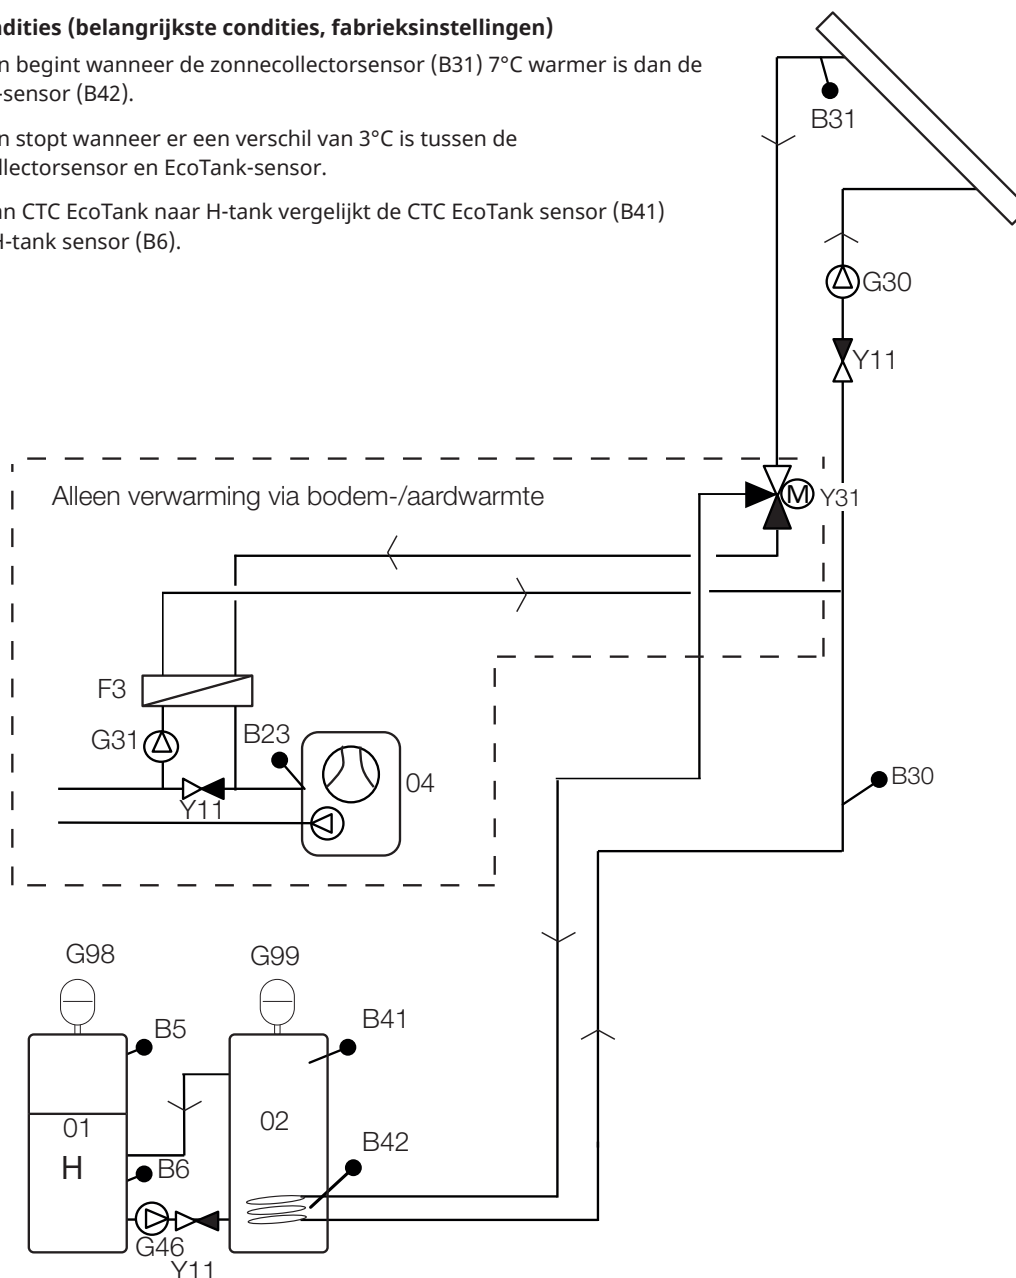 dities (belangrijkste condities, fabrieksinstellingen)
n begint wanneer de zonnecollectorsensor (B31) 7°C warmer is dan de
-sensor (B42).
n stopt wanneer er een verschil van 3°C is tussen de
llectorsensor en EcoTank-sensor.
n CTC EcoTank naar H-tank vergelijkt de CTC EcoTank sensor (B41)
H-tank sensor (B6).
B31
G30
Y11
Alleen verwarming via bodem-/aardwarmte
M
Y31
F3
G31
B23
04
Y11
B30
G98
G99
B5
B41
01
02
H
B6
B42
G46
Y11